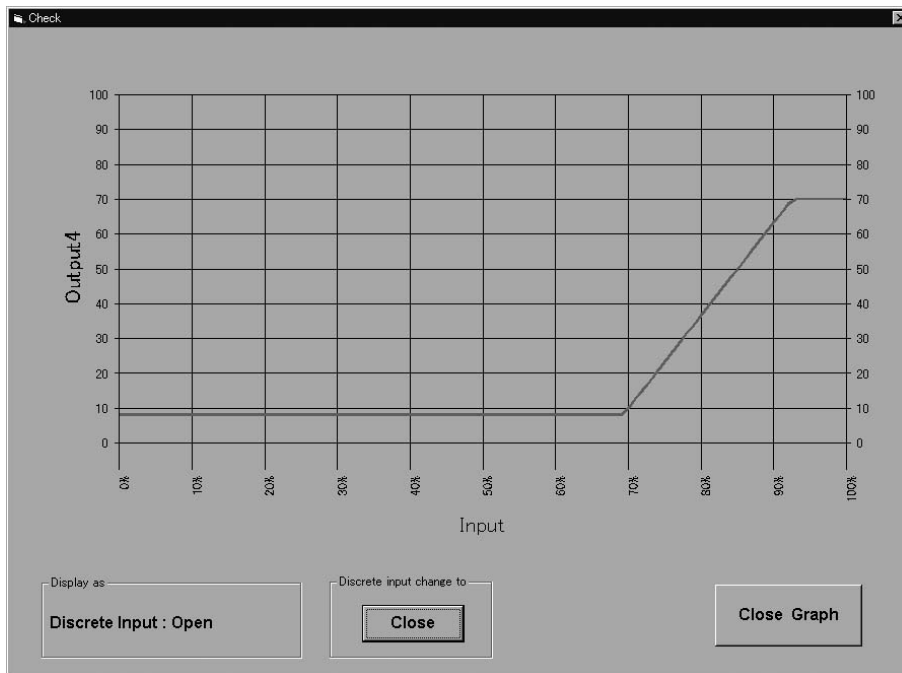 Check
100 100
90 90
80 80
70 70
60 60
50 50
40 40
30 30
20 20
10 10
0 0
Output4
0% 10% 20% 30% 40% 50% 60% 70% 80% 90% 100%
Input
Display as
Discrete Input : Open
Discrete input change to
Close
Close Graph